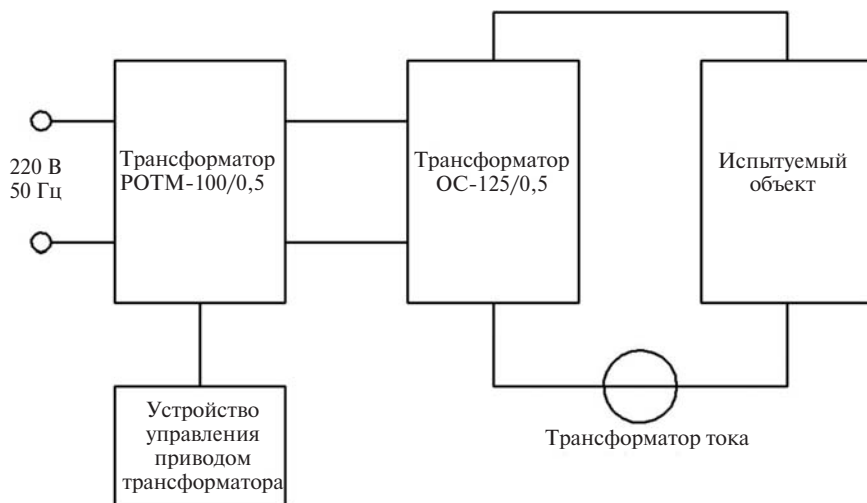 220 В
50 Гц
Трансформатор
РОТМ-100/0,5
Трансформатор
ОС-125/0,5
Испытуемый
объект
Устройство
управления
приводом
трансформатора
Трансформатор тока